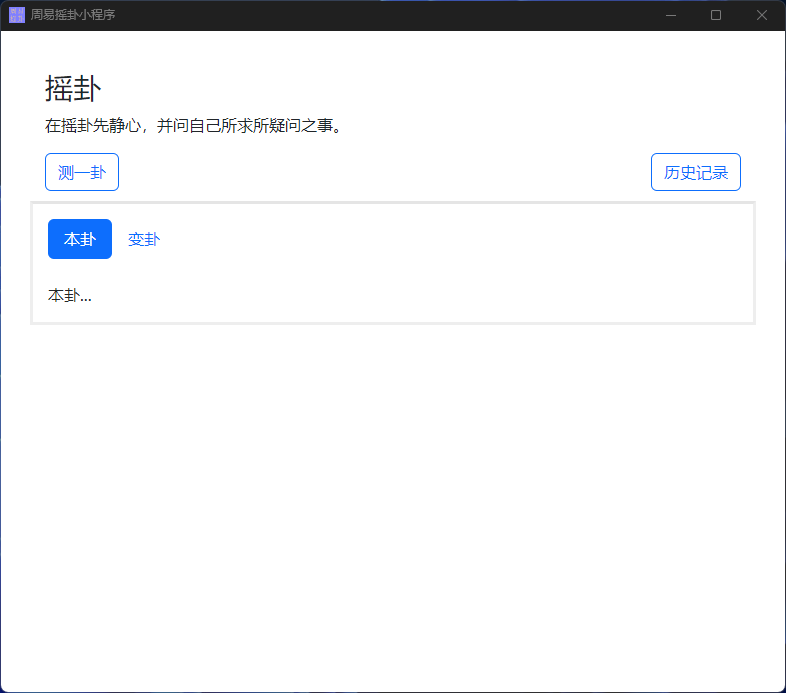 周易摇卦小程序
摇卦
在摇卦先静心，并问自己所求所疑问之事。
测一卦
历史记录
本卦
变卦
本卦...